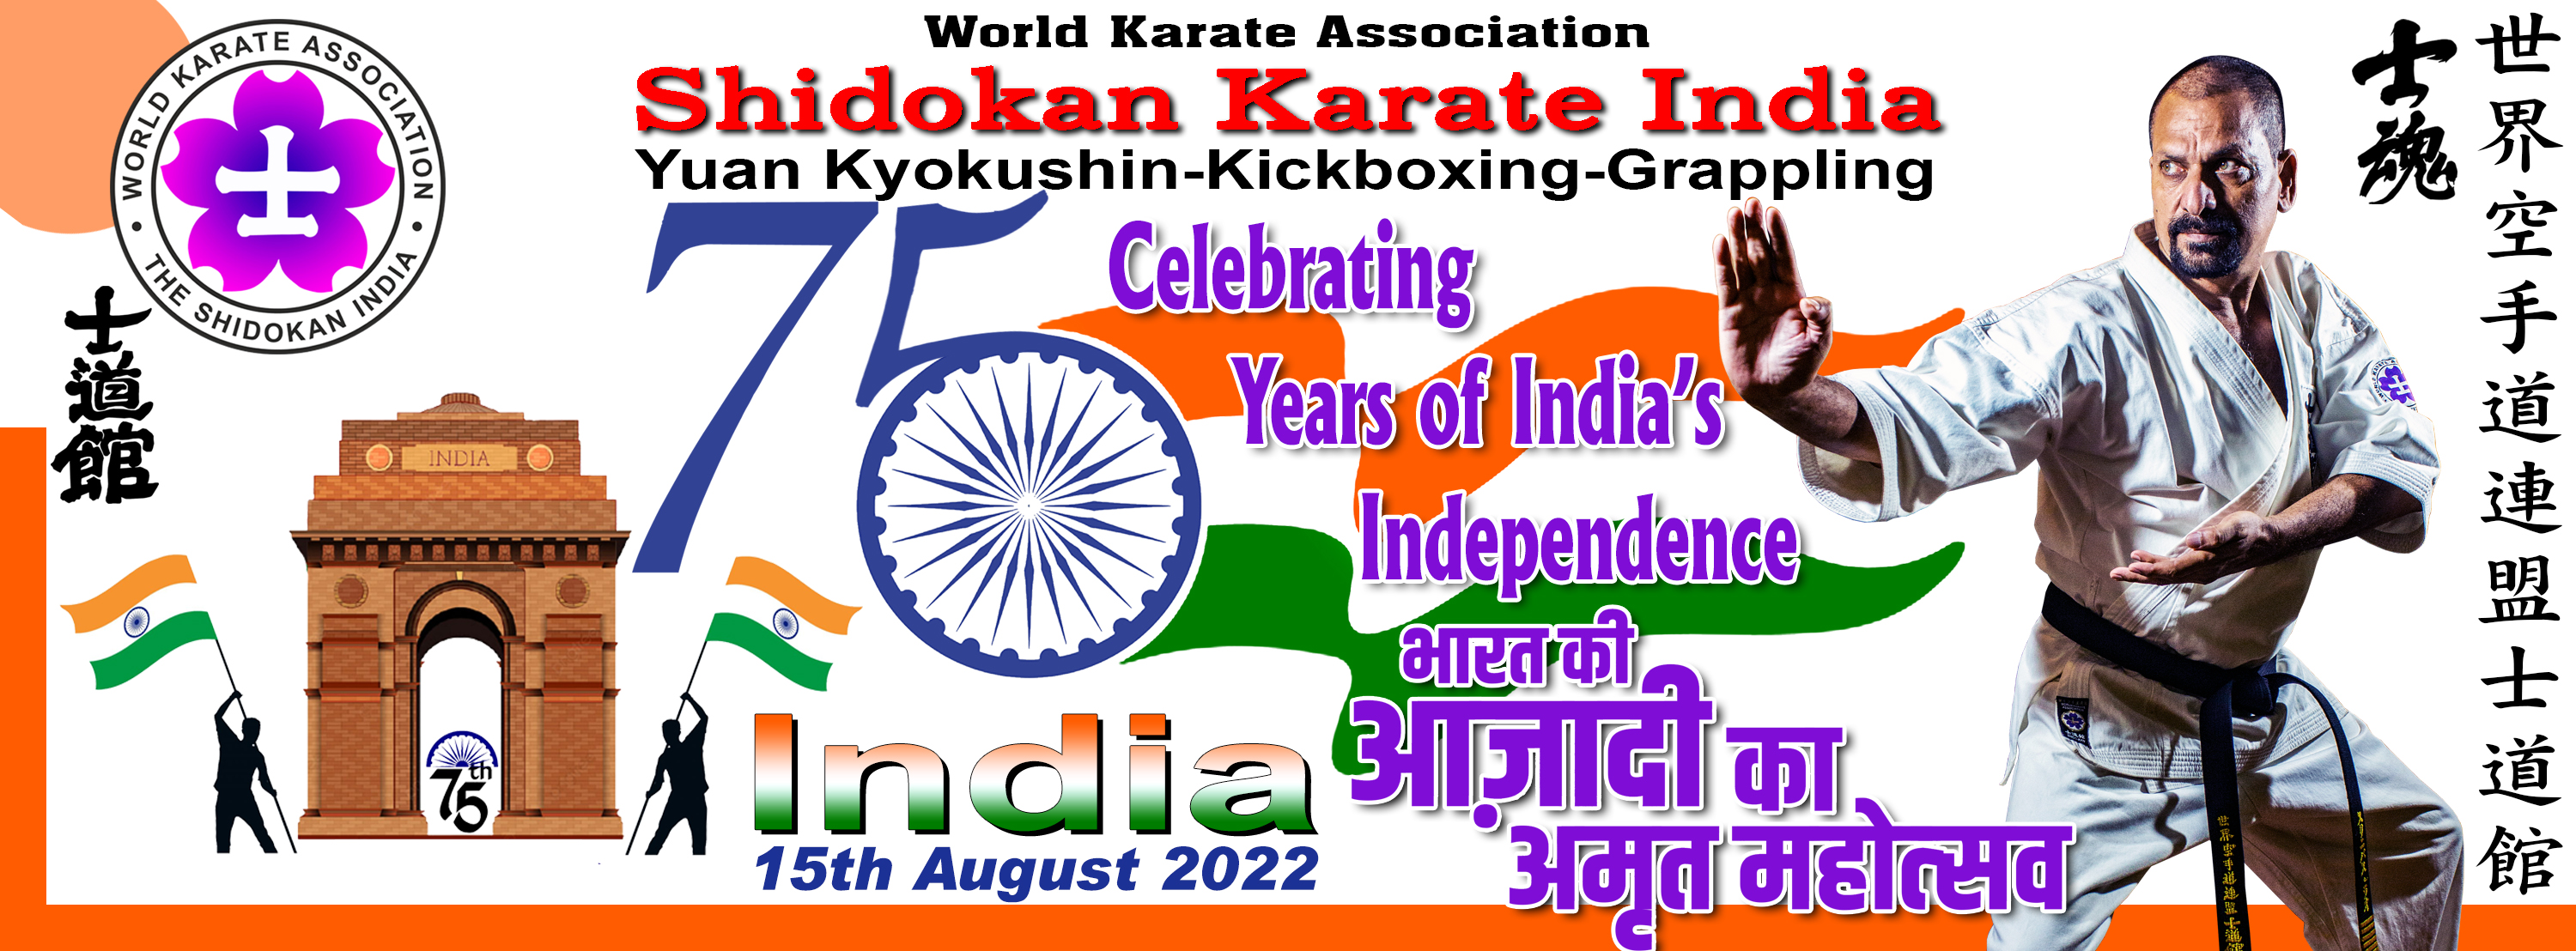 World Karate Association
Shidokan Karate India
Yuan Kyokushin-Kickboxing-Grappling
WORLD KARATE ASSOCIATION
• THE SHIDOKAN INDIA •
士
士道館
INDIA
75th
75
Celebrating
Years of India's
Independence
भारत की
आज़ादी का
अमृत महोत्सव
India
15th August 2022
士魂
世界空手道連盟士道館